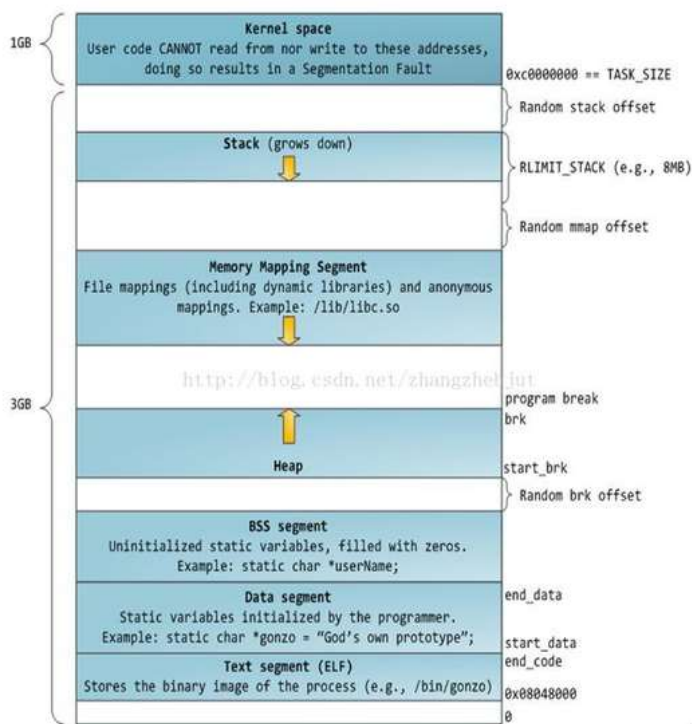 1GB
Kernel space
User code CANNOT read from nor write to these addresses,
doing so results in a Segmentation Fault
0xc0000000 == TASK_SIZE
Random stack offset
Stack (grows down)
RLIMIT_STACK (e.g., 8MB)
Random mmap offset
Memory Mapping Segment
File mappings (including dynamic libraries) and anonymous
mappings. Example: /lib/libc.so
3GB
program break
brk
Heap
start_brk
Random brk offset
BSS segment
Uninitialized static variables, filled with zeros.
Example: static char *userName;
Data segment
Static variables initialized by the programmer.
Example: static char *gonzo = “God’s own prototype”;
end_data
start_data
end_code
Text segment (ELF)
Stores the binary image of the process (e.g., /bin/gonzo)
0x08048000
0